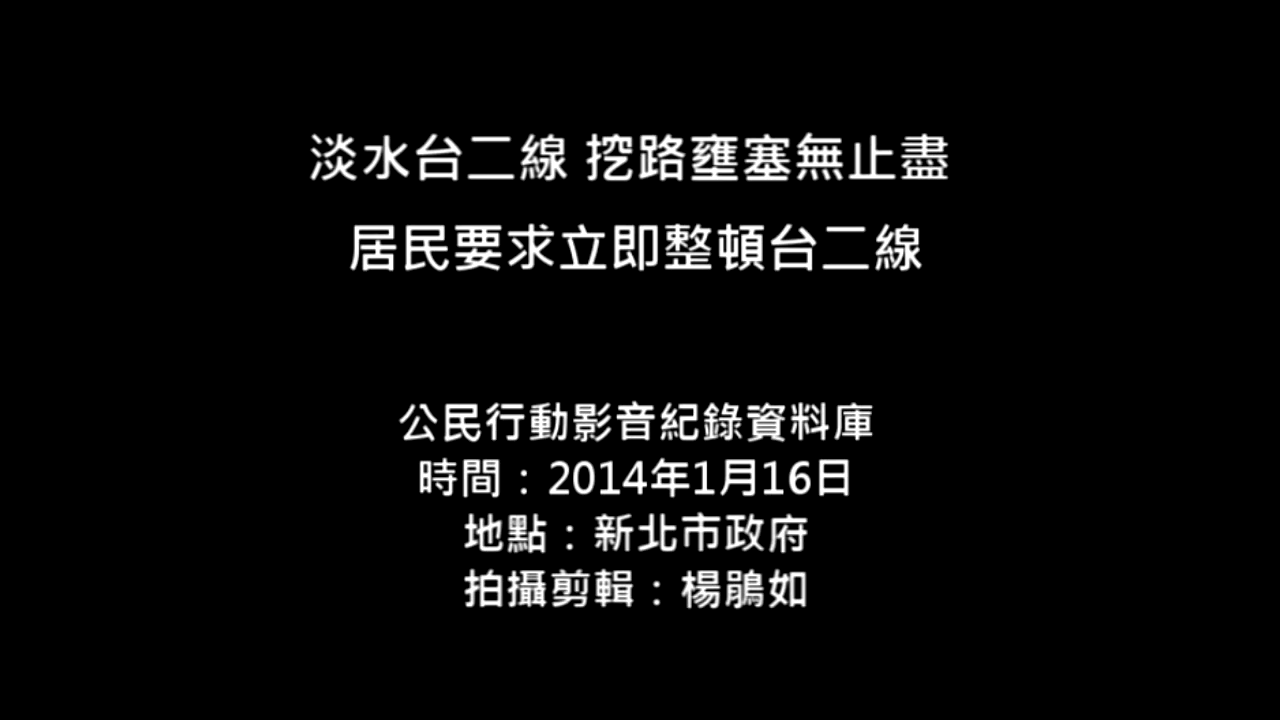 淡水台二線 挖路壅塞無止盡
居民要求立即整頓台二線
公民行動影音紀錄資料庫
時間：2014年1月16日
地點：新北市政府
拍攝剪輯：楊鵑如